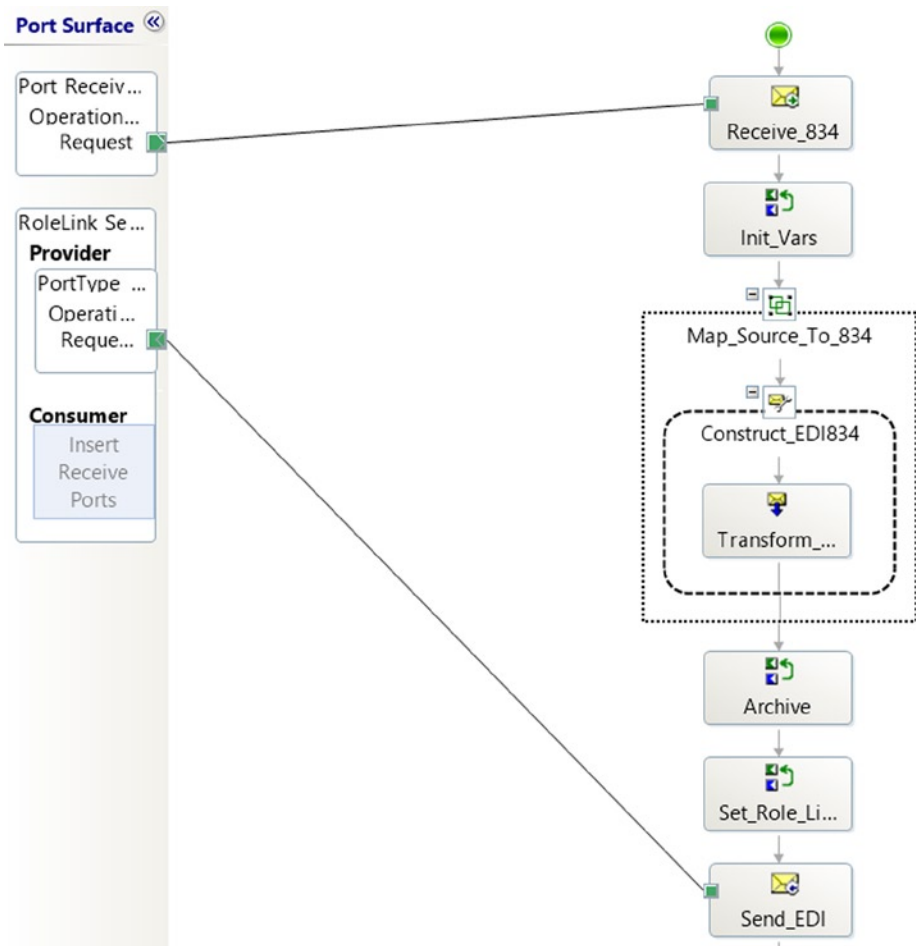 Port Surface
Port Receiv...
Operation...
Request
RoleLink Se...
Provider
PortType ...
Operati...
Reque...
Consumer
Insert
Receive
Ports
Receive_834
Init_Vars
Map_Source_To_834
Construct_EDI834
Transform_...
Archive
Set_Role_Li...
Send_EDI